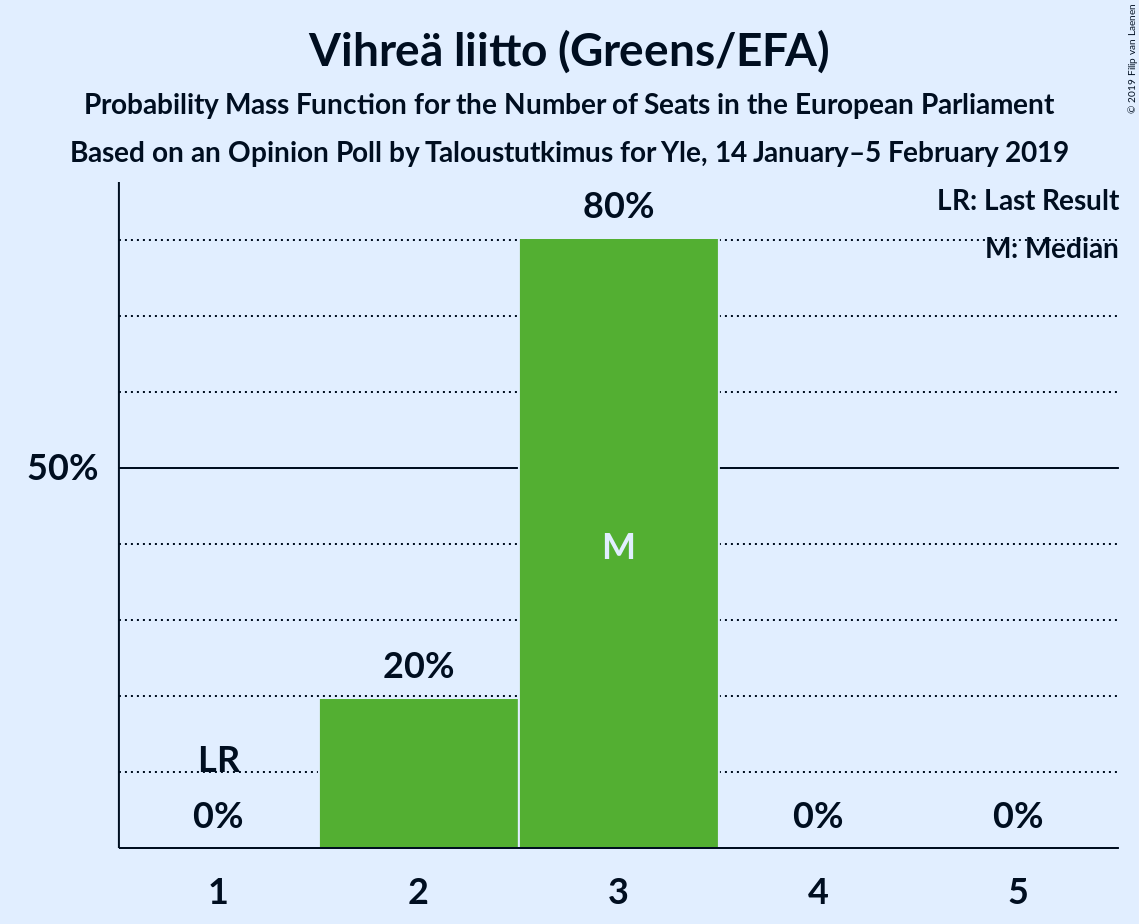 Vihreä liitto (Greens/EFA)
Probability Mass Function for the Number of Seats in the European Parliament
Based on an Opinion Poll by Taloustutkimus for Yle, 14 January–5 February 2019
© 2019 Filip van Laenen
LR: Last Result
M: Median
80%
50%
M
20%
LR
0%
0%
0%
1
2
3
4
5